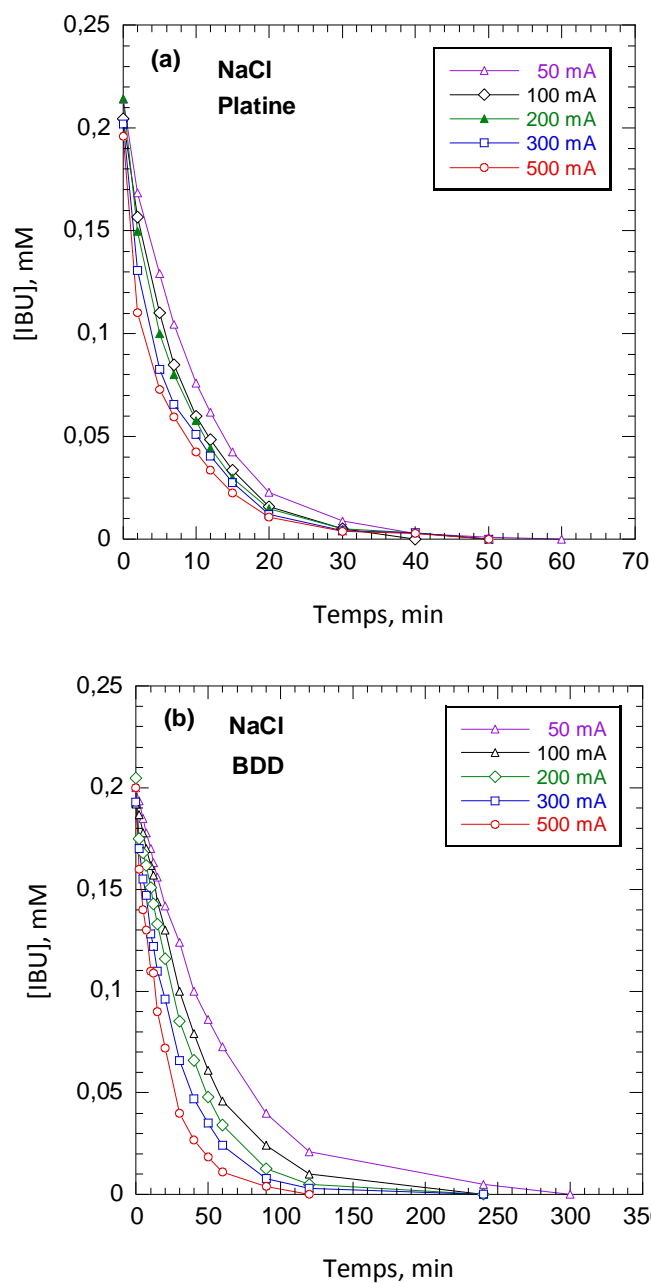 (a) NaCl
Platine
50 mA
100 mA
200 mA
300 mA
500 mA
0,25
0,2
0,15
0,1
0,05
0
[IBU], mM
0 10 20 30 40 50 60 70
Temps, min
(b) NaCl
BDD
50 mA
100 mA
200 mA
300 mA
500 mA
0,25
0,2
0,15
0,1
0,05
0
[IBU], mM
0 50 100 150 200 250 300 350
Temps, min